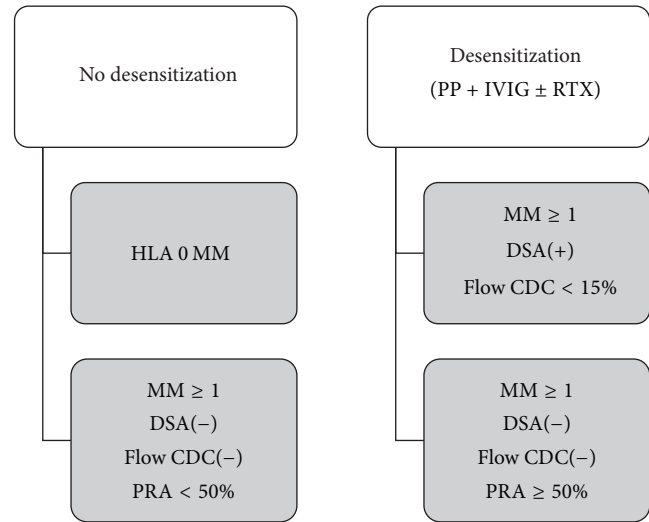 No desensitization
HLA 0 MM
MM ≥ 1
DSA(−)
Flow CDC(−)
PRA < 50%
Desensitization
(PP + IVIG ± RTX)
MM ≥ 1
DSA(+)
Flow CDC < 15%
MM ≥ 1
DSA(−)
Flow CDC(−)
PRA ≥ 50%